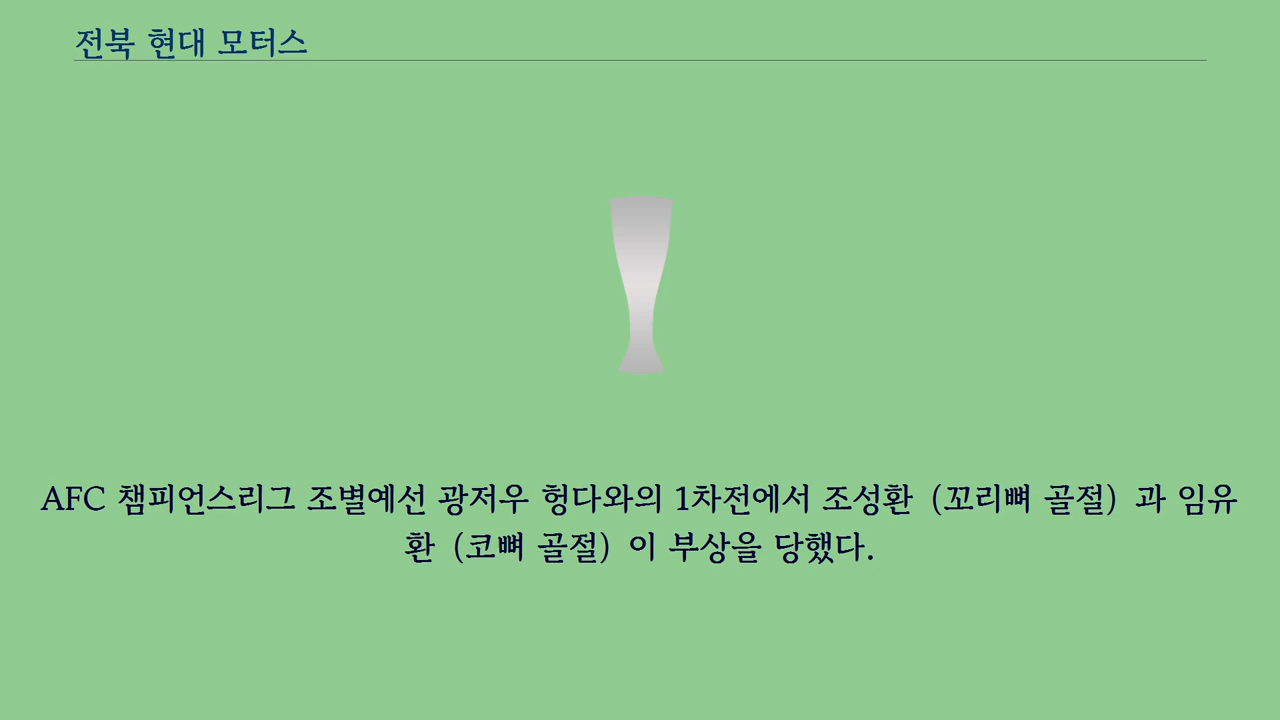 전북 현대 모터스
AFC 챔피언스리그 조별예선 광저우 헝다와의 1차전에서 조성환 (꼬리뼈 골절) 과 임유
환 (코뼈 골절) 이 부상을 당했다.